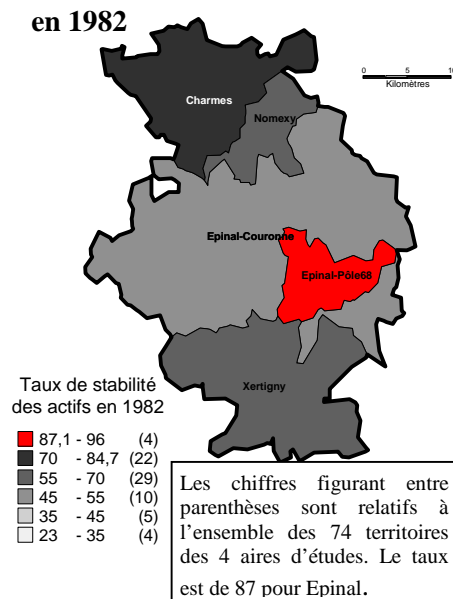 en 1982
0 5 10
Kilomètres
Charmes
Nomexy
Epinal-Couronne
Epinal-Pôle68
Xertigny
Taux de stabilité
des actifs en 1982
87,1 - 96 (4)
70 - 84,7 (22)
55 - 70 (29)
45 - 55 (10)
35 - 45 (5)
23 - 35 (4)
Les chiffres figurant entre
parenthèses sont relatifs à
l'ensemble des 74 territoires
des 4 aires d'études. Le taux
est de 87 pour Epinal.